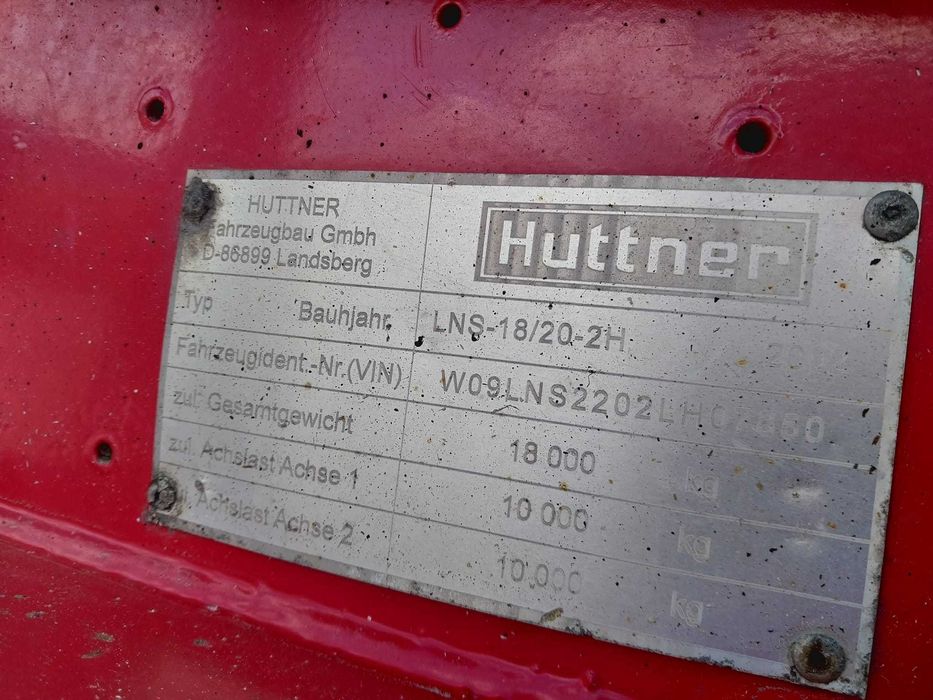 HUTTNER
Fahrzeugbau Gmbh
D-86899 Landsberg
Huttner
Typ Bauhjahr LNS-18/20-2H
Fahrzeugident.-Nr.(VIN)
zul. Gesamtgewicht 18 000 kg
zul. Achslast Achse 1 10 000 kg
Achslast Achse 2 10 000 kg